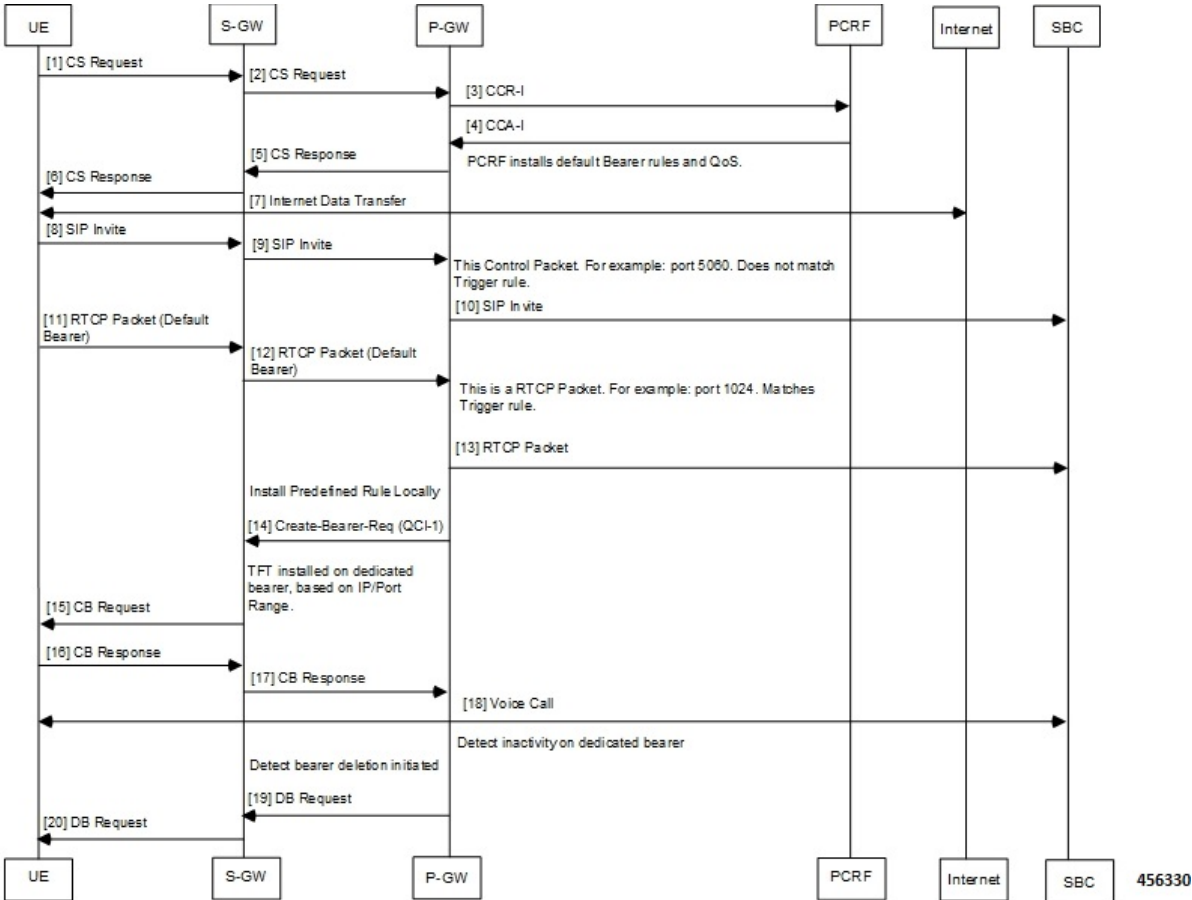 UE
S-GW
P-GW
PCRF
Internet
SBC
[1] CS Request
[2] CS Request
[3] CCR-I
[4] CCA-I
[5] CS Response
PCRF installs default Bearer rules and QoS.
[6] CS Response
[7] Internet Data Transfer
[8] SIP Invite
[9] SIP Invite
This Control Packet. For example: port 5060. Does not match
Trigger rule.
[10] SIP Invite
[11] RTCP Packet (Default
Bearer)
[12] RTCP Packet (Default
Bearer)
This is a RTCP Packet. For example: port 1024. Matches
Trigger rule.
[13] RTCP Packet
Install Predefined Rule Locally
[14] Create-Bearer-Req (QCI-1)
TFT installed on dedicated
bearer, based on IP/Port
Range.
[15] CB Request
[16] CB Response
[17] CB Response
[18] Voice Call
Detect inactivity on dedicated bearer
Detect bearer deletion initiated
[19] DB Request
[20] DB Request
UE
S-GW
P-GW
PCRF
Internet
SBC
456330